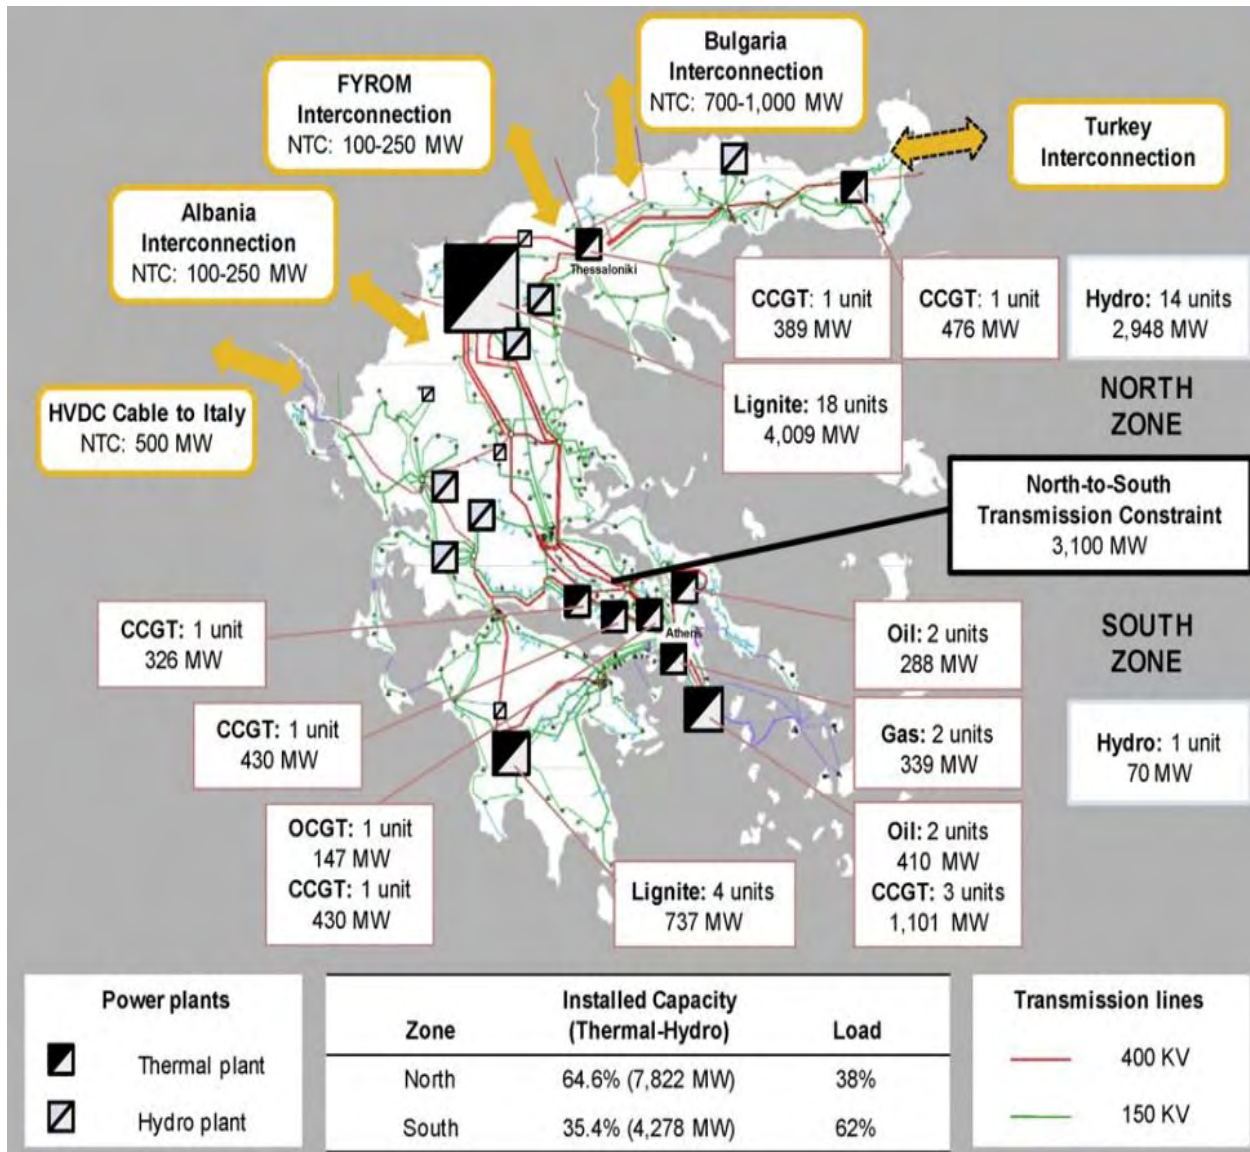 Bulgaria
Interconnection
NTC: 700-1,000 MW
FYROM
Interconnection
NTC: 100-250 MW
Turkey
Interconnection
Albania
Interconnection
NTC: 100-250 MW
HVDC Cable to Italy
NTC: 500 MW
Thessaloniki
CCGT: 1 unit
389 MW
CCGT: 1 unit
476 MW
Hydro: 14 units
2,948 MW
Lignite: 18 units
4,009 MW
NORTH
ZONE
North-to-South
Transmission Constraint
3,100 MW
SOUTH
ZONE
Athens
CCGT: 1 unit
326 MW
CCGT: 1 unit
430 MW
OCGT: 1 unit
147 MW
CCGT: 1 unit
430 MW
Lignite: 4 units
737 MW
Oil: 2 units
288 MW
Gas: 2 units
339 MW
Oil: 2 units
410 MW
CCGT: 3 units
1,101 MW
Hydro: 1 unit
70 MW
Power plants
Thermal plant
Hydro plant
Zone Installed Capacity (Thermal-Hydro) Load
North 64.6% (7,822 MW) 38%
South 35.4% (4,278 MW) 62%
Transmission lines
400 KV
150 KV